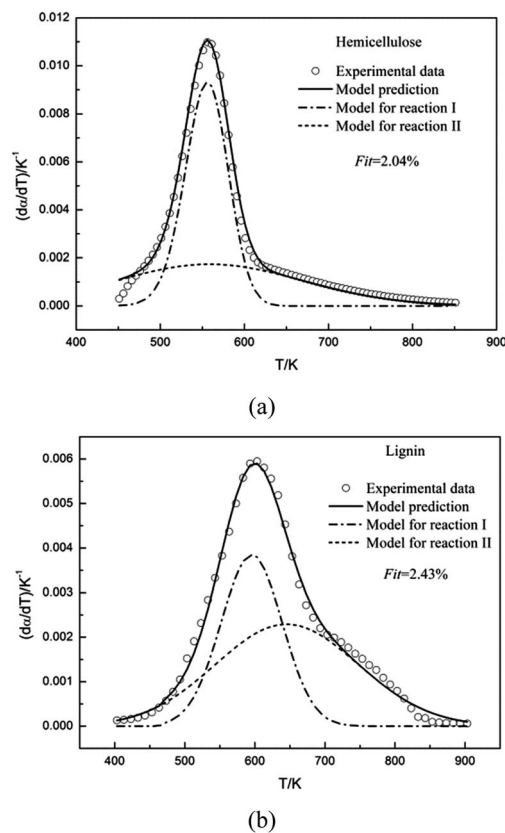 0.012
0.010
0.008
0.006
0.004
0.002
0.000
(dα/dT)/K⁻¹
Hemicellulose
Experimental data
Model prediction
Model for reaction I
Model for reaction II
Fit=2.04%
400 500 600 700 800 900
T/K
(a)
0.006
0.005
0.004
0.003
0.002
0.001
0.000
(dα/dT)/K⁻¹
Lignin
Experimental data
Model prediction
Model for reaction I
Model for reaction II
Fit=2.43%
400 500 600 700 800 900
T/K
(b)